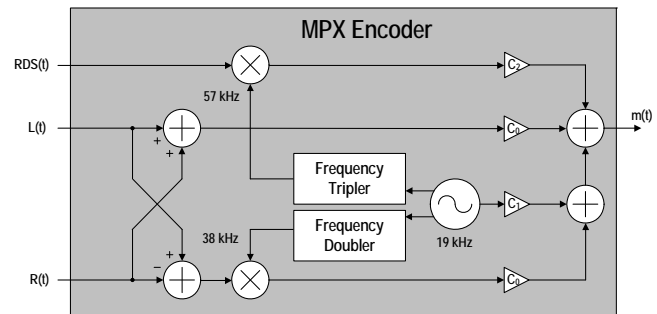 MPX Encoder
RDS(t)
C2
57 kHz
L(t)
+
+
C0
m(t)
Frequency
Tripler
Frequency
Doubler
C1
38 kHz
19 kHz
+
−
R(t)
C0